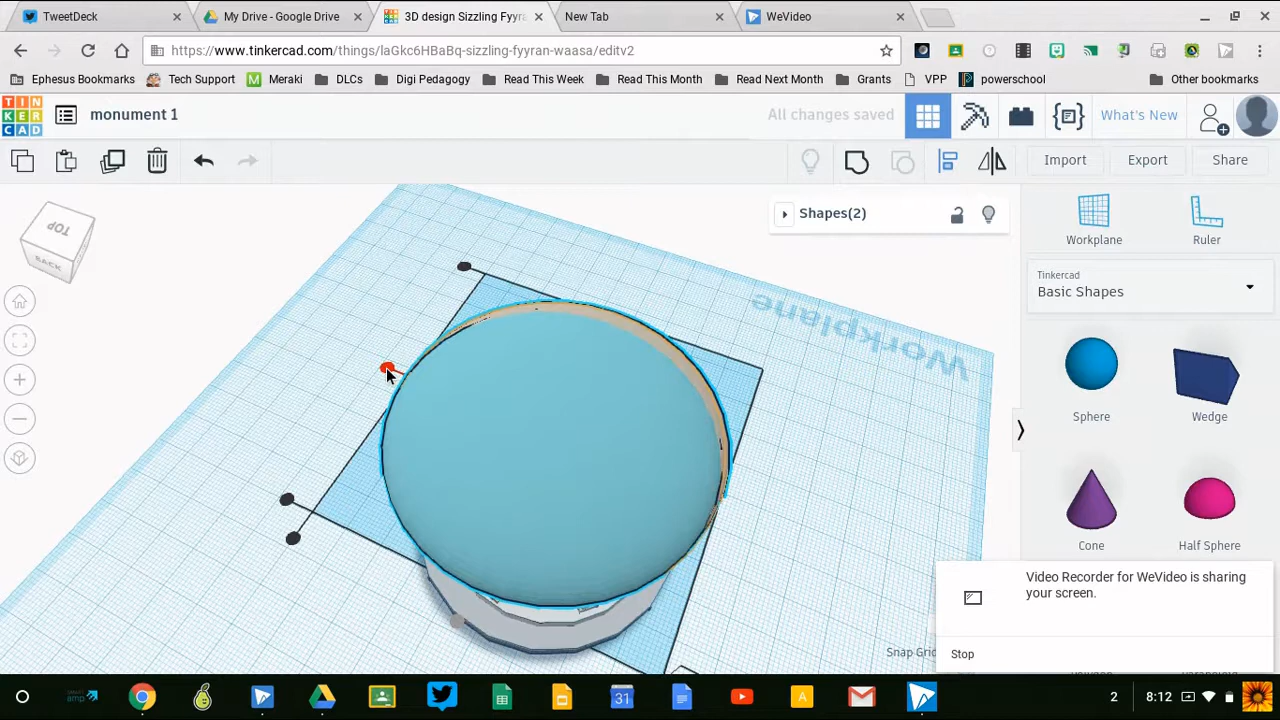 TweetDeck
My Drive - Google Drive
3D design Sizzling Fyyr
New Tab
WeVideo
https://www.tinkercad.com/things/laGkc6HBaBq-sizzling-fyyran-waasa/editv2
Ephesus Bookmarks
Tech Support
Meraki
DLCs
Digi Pedagogy
Read This Week
Read This Month
Read Next Month
Grants
VPP
powerschool
Other bookmarks
TIN
KER
CAD
monument 1
All changes saved
What's New
Import
Export
Share
TOP
BACK
Shapes(2)
Workplane
Workplane
Ruler
Tinkercad
Basic Shapes
Sphere
Wedge
Cone
Half Sphere
Video Recorder for WeVideo is sharing
your screen.
Stop
Snap Grid
31
A
2
8:12